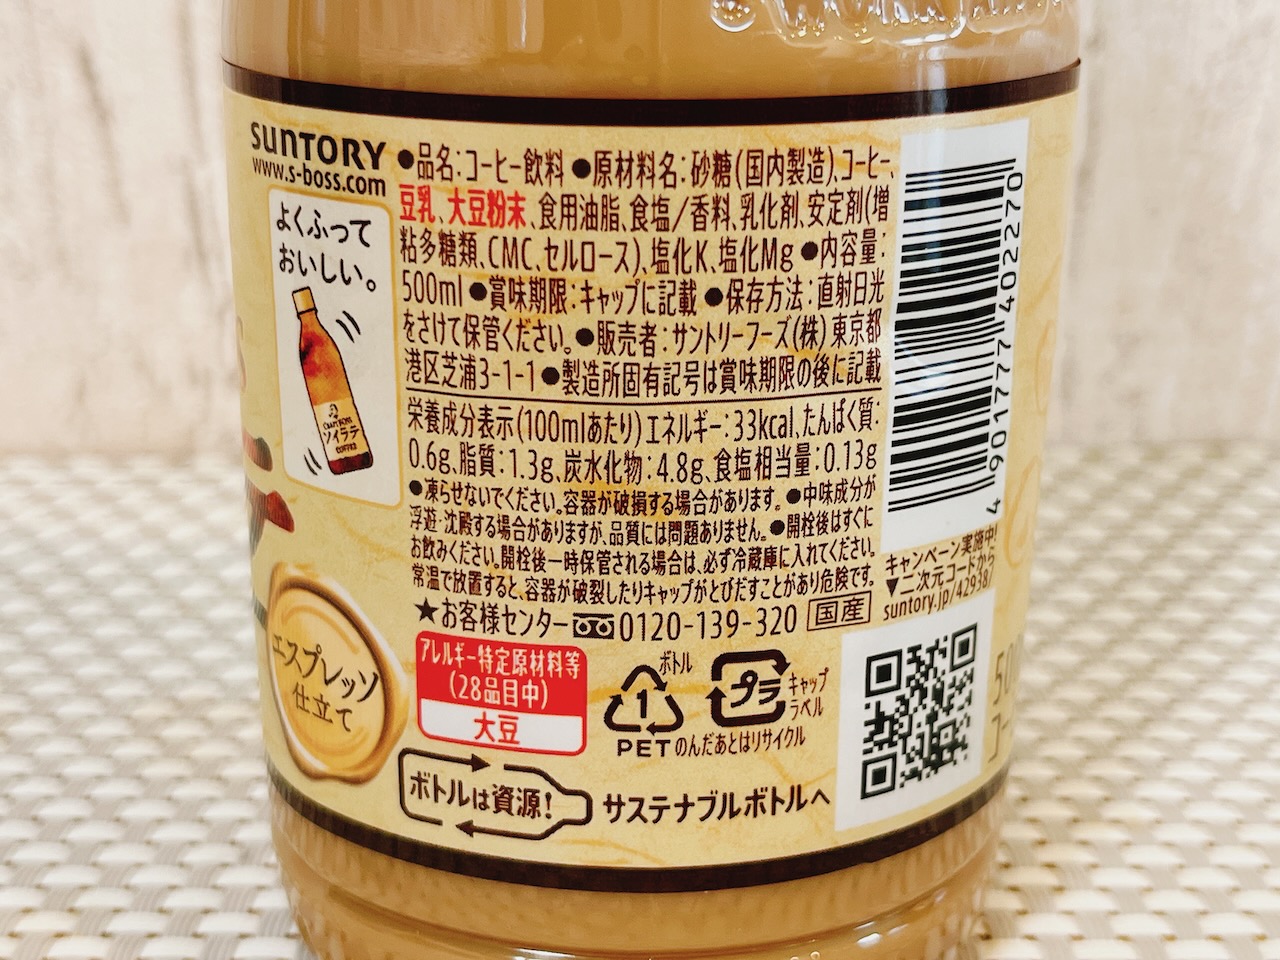 SUNTORY
www.s-boss.com
よくふって
おいしい。
CRAFT BOSS
ソイラテ
COFFEE
エスプレッソ
仕立て
●品名:コーヒー飲料 ●原材料名:砂糖(国内製造)、コーヒー、
豆乳、大豆粉末、食用油脂、食塩/香料、乳化剤、安定剤(増
粘多糖類、CMC、セルロース)、塩化K、塩化Mg ●内容量:
500ml ●賞味期限:キャップに記載 ●保存方法:直射日光
をさけて保管ください。 ●販売者:サントリーフーズ(株)東京都
港区芝浦3-1-1 ●製造所固有記号は賞味期限の後に記載
栄養成分表示(100mlあたり)エネルギー:33kcal、たんぱく質:
0.6g、脂質:1.3g、炭水化物:4.8g、食塩相当量:0.13g
●凍らせないでください。容器が破損する場合があります。 ●中味成分が
浮遊・沈殿する場合がありますが、品質には問題ありません。 ●開栓後はすぐに
お飲みください。開栓後一時保管される場合は、必ず冷蔵庫に入れてください。
常温で放置すると、容器が破裂したりキャップがとびだすことがあり危険です。
★お客様センター 0120-139-320 国産
アレルギー特定原材料等
(28品目中)
大豆
1
ボトル
PET
プラ
キャップ
ラベル
のんだあとはリサイクル
ボトルは資源!
サステナブルボトルへ
4 901777 402270
キャンペーン実施中!
▼二次元コードから
suntory.jp/42938/